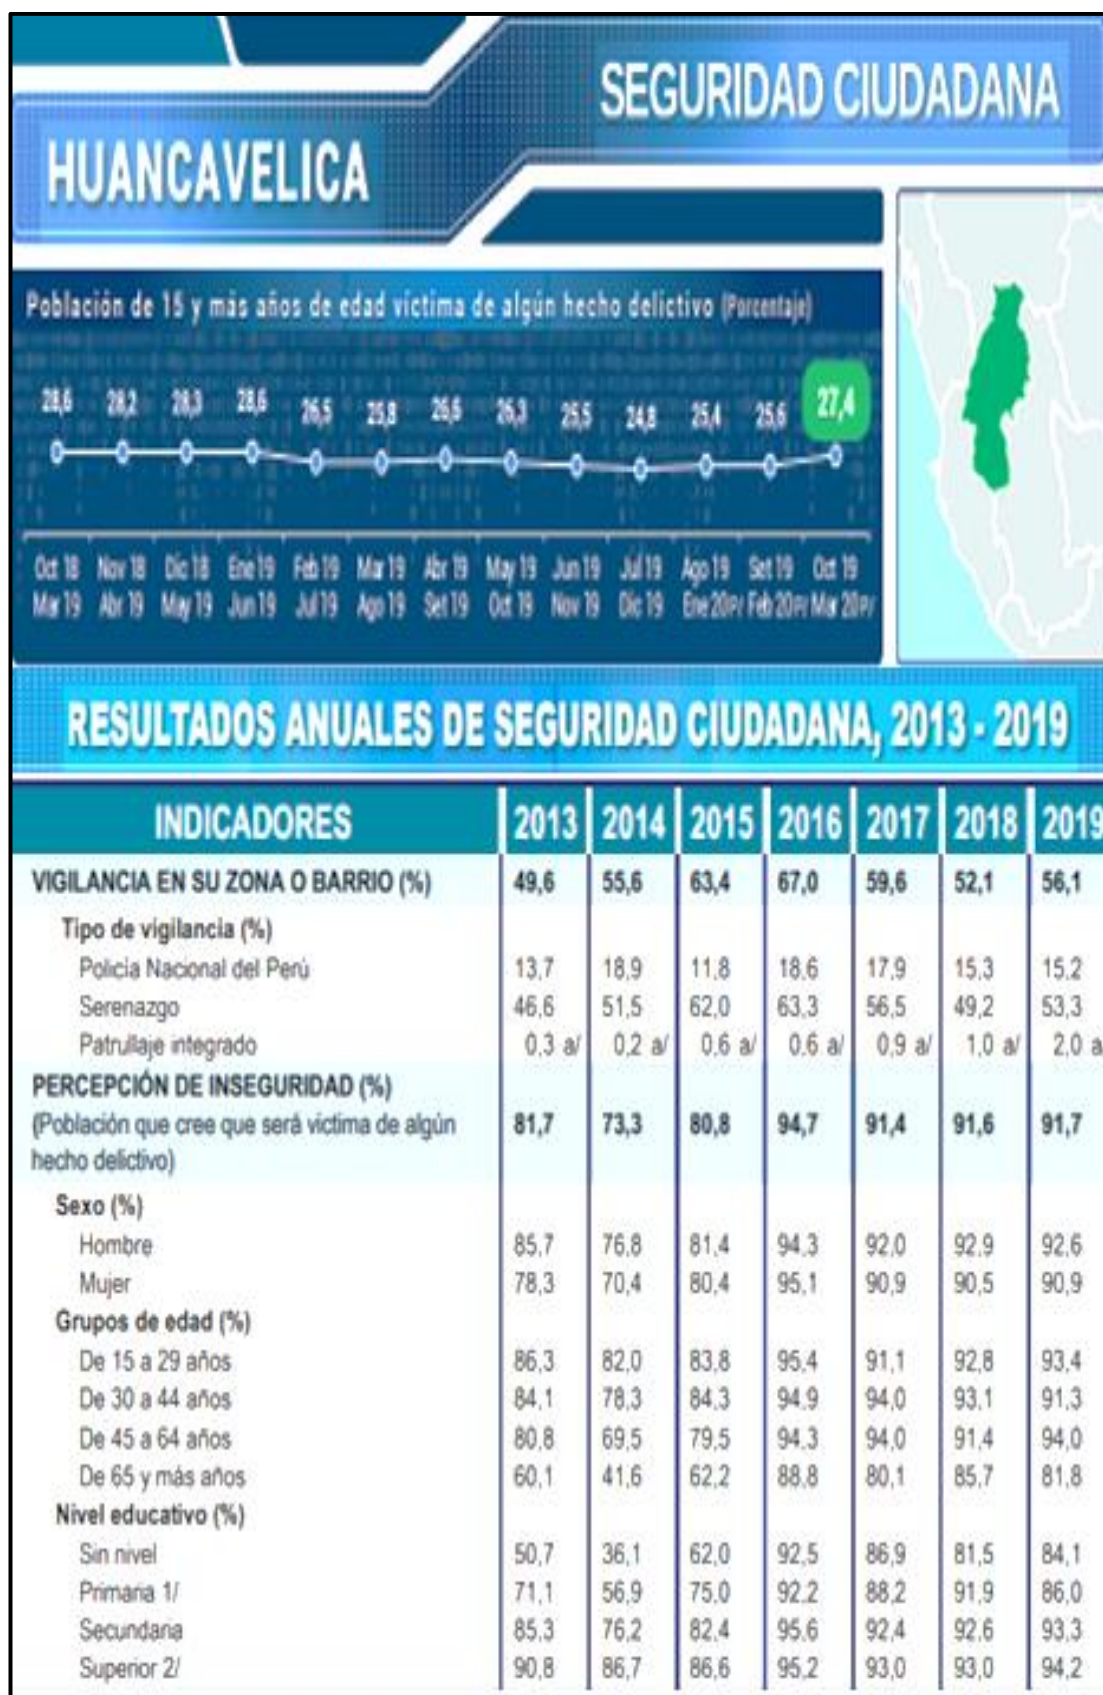 SEGURIDAD CIUDADANA
HUANCAVELICA
Población de 15 y más años de edad víctima de algún hecho delictivo (Porcentaje)
28,6 28,2 28,3 28,6 26,5 25,8 26,6 26,3 25,5 24,8 25,4 25,6 27,4
Oct 18 Nov 18 Dic 18 Ene 19 Feb 19 Mar 19 Abr 19 May 19 Jun 19 Jul 19 Ago 19 Set 19 Oct 19
Mar 19 Abr 19 May 19 Jun 19 Jul 19 Ago 19 Set 19 Oct 19 Nov 19 Dic 19 Ene 20P/ Feb 20P/ Mar 20P/
RESULTADOS ANUALES DE SEGURIDAD CIUDADANA, 2013 - 2019
INDICADORES 2013 2014 2015 2016 2017 2018 2019
VIGILANCIA EN SU ZONA O BARRIO (%) 49,6 55,6 63,4 67,0 59,6 52,1 56,1
Tipo de vigilancia (%)
Policía Nacional del Perú 13,7 18,9 11,8 18,6 17,9 15,3 15,2
Serenazgo 46,6 51,5 62,0 63,3 56,5 49,2 53,3
Patrullaje integrado 0,3 a/ 0,2 a/ 0,6 a/ 0,6 a/ 0,9 a/ 1,0 a/ 2,0 a
PERCEPCIÓN DE INSEGURIDAD (%)
(Población que cree que será víctima de algún 81,7 73,3 80,8 94,7 91,4 91,6 91,7
hecho delictivo)
Sexo (%)
Hombre 85,7 76,8 81,4 94,3 92,0 92,9 92,6
Mujer 78,3 70,4 80,4 95,1 90,9 90,5 90,9
Grupos de edad (%)
De 15 a 29 años 86,3 82,0 83,8 95,4 91,1 92,8 93,4
De 30 a 44 años 84,1 78,3 84,3 94,9 94,0 93,1 91,3
De 45 a 64 años 80,8 69,5 79,5 94,3 94,0 91,4 94,0
De 65 y más años 60,1 41,6 62,2 88,8 80,1 85,7 81,8
Nivel educativo (%)
Sin nivel 50,7 36,1 62,0 92,5 86,9 81,5 84,1
Primaria 1/ 71,1 56,9 75,0 92,2 88,2 91,9 86,0
Secundaria 85,3 76,2 82,4 95,6 92,4 92,6 93,3
Superior 2/ 90,8 86,7 86,6 95,2 93,0 93,0 94,2